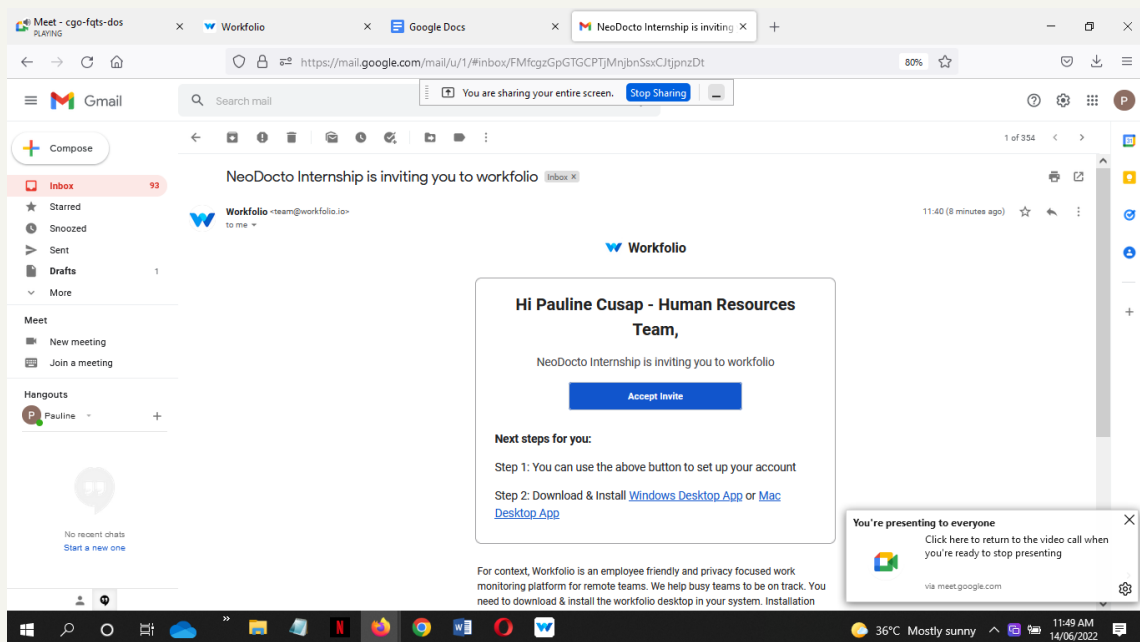 Meet - cgo-fqts-dos
PLAYING
Workfolio
Google Docs
NeoDocto Internship is inviting
https://mail.google.com/mail/u/1/#inbox/FMfcgzGpGTGCPTjMnjbnSsxCJtjpnzDt
80%
Gmail
Search mail
You are sharing your entire screen.
Stop Sharing
P
Compose
1 of 354
Inbox 93
Starred
Snoozed
Sent
Drafts 1
More
NeoDocto Internship is inviting you to workfolio
Inbox x
Workfolio <team@workfolio.io>
to me
11:40 (8 minutes ago)
Workfolio
Hi Pauline Cusap - Human Resources
Team,
NeoDocto Internship is inviting you to workfolio
Accept Invite
Next steps for you:
Step 1: You can use the above button to set up your account
Step 2: Download & Install Windows Desktop App or Mac
Desktop App
For context, Workfolio is an employee friendly and privacy focused work
monitoring platform for remote teams. We help busy teams to be on track. You
need to download & install the workfolio desktop in your system. Installation
Meet
New meeting
Join a meeting
Hangouts
P Pauline
No recent chats
Start a new one
You're presenting to everyone
Click here to return to the video call when
you're ready to stop presenting
via meet.google.com
36°C Mostly sunny
11:49 AM
14/06/2022